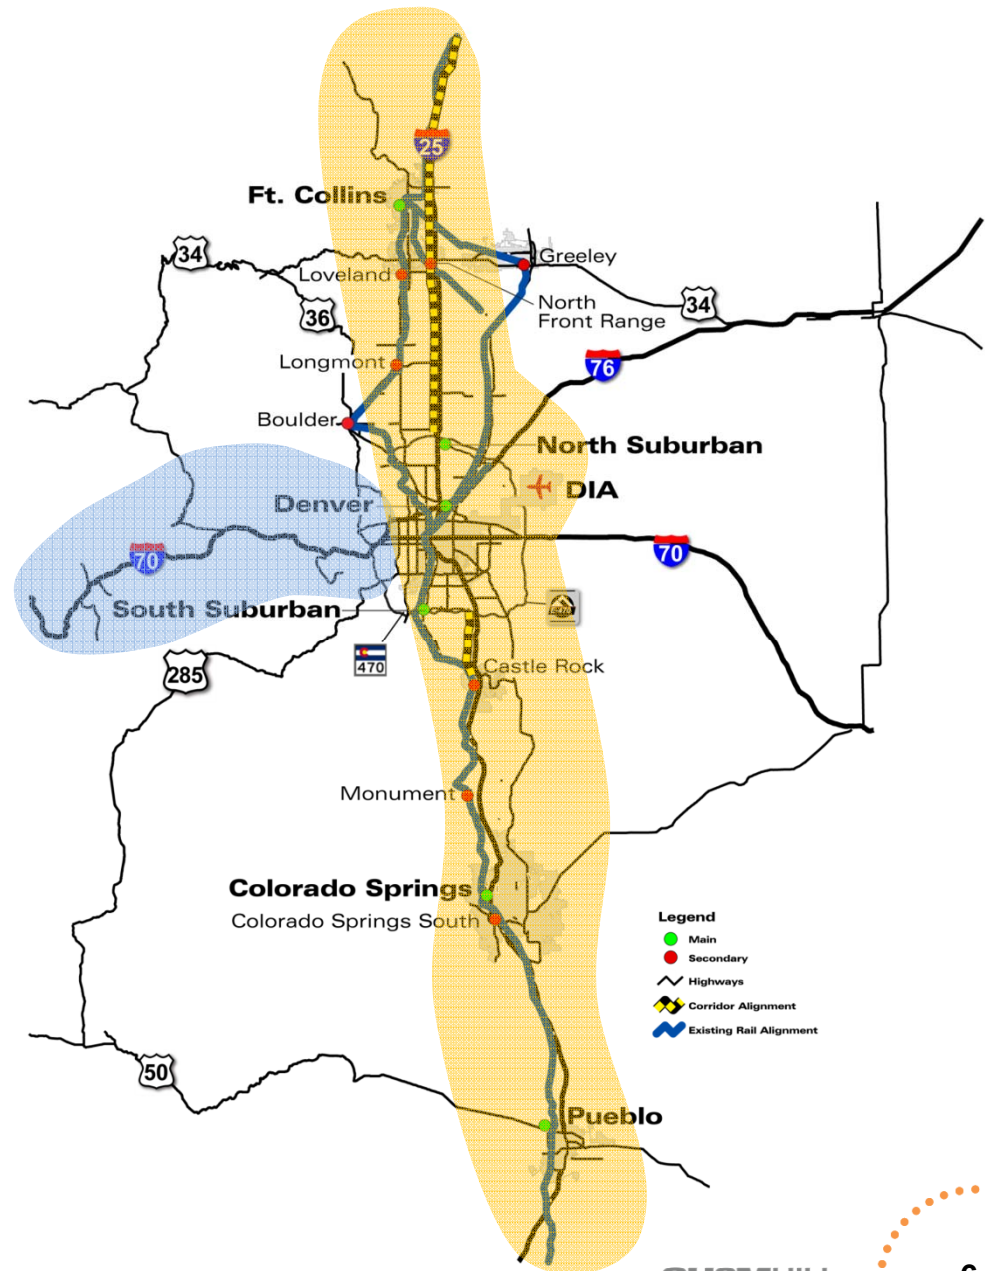 25
Ft. Collins
34
Greeley
Loveland
North
Front Range
34
36
Longmont
76
Boulder
North Suburban
DIA
Denver
70
70
South Suburban
470
Castle Rock
285
Monument
Colorado Springs
Colorado Springs South
Legend
Main
Secondary
Highways
Corridor Alignment
Existing Rail Alignment
50
Pueblo
6